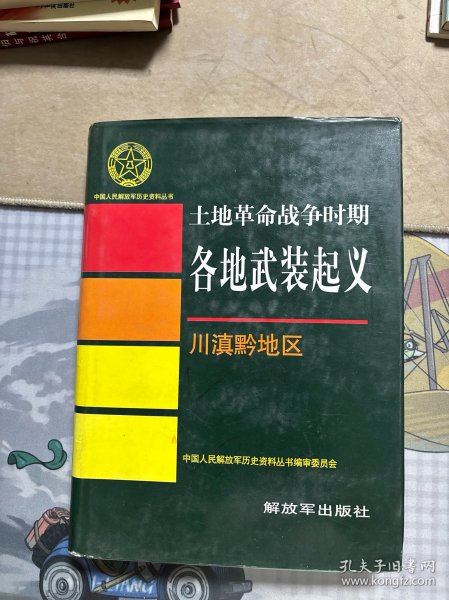 中国人民解放军历史资料丛书
土地革命战争时期
各地武装起义
川滇黔地区
中国人民解放军历史资料丛书编审委员会
解放军出版社
孔夫子旧书网
www.kongfz.com